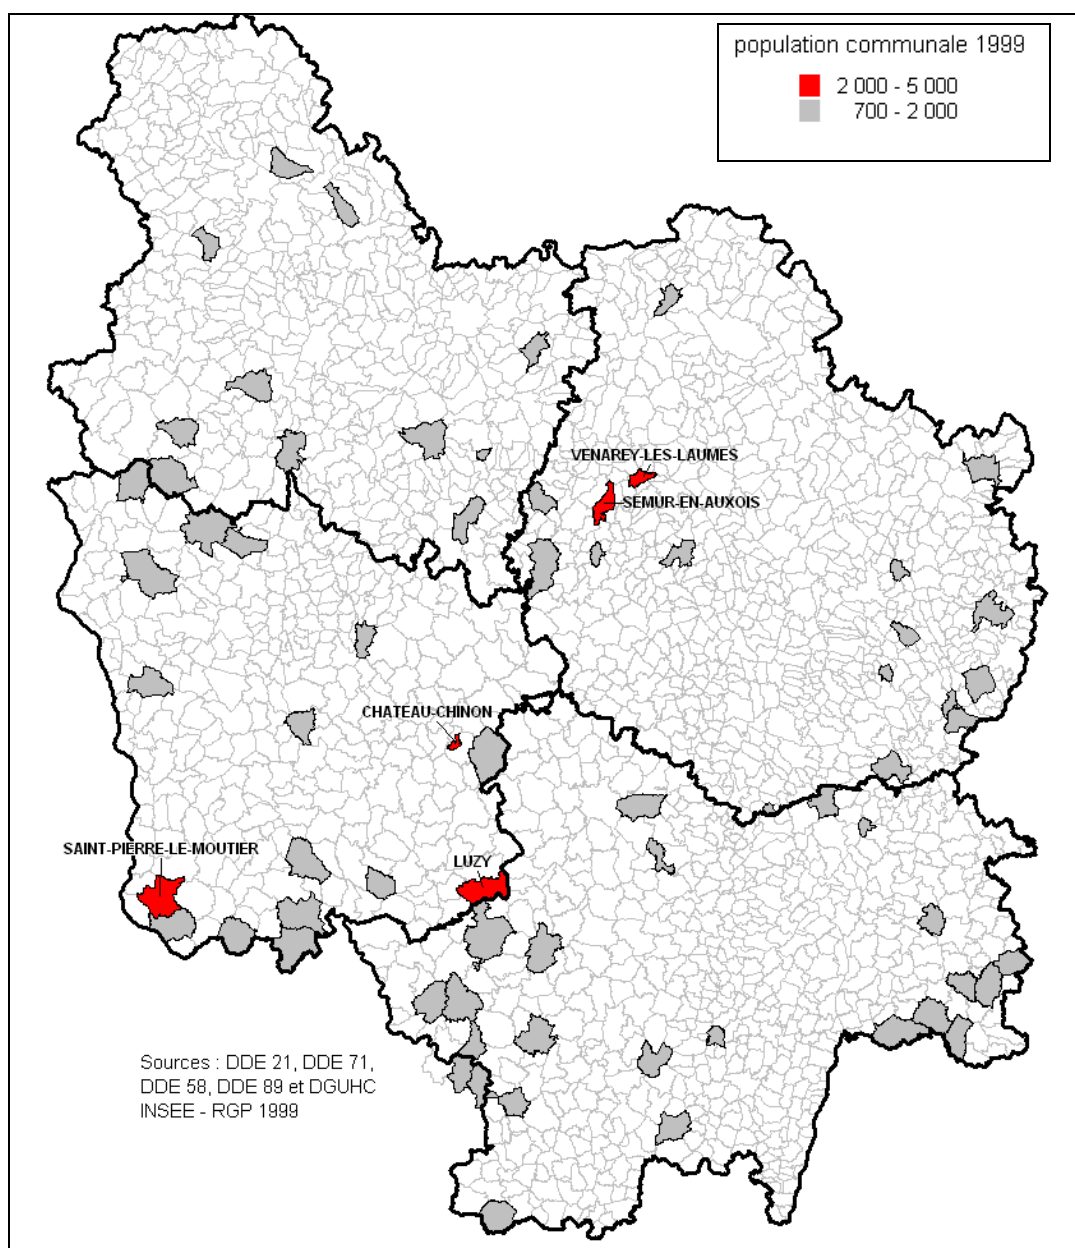 population communale 1999
2 000 - 5 000
700 - 2 000
VENAREY-LES-LAUMES
SEMUR-EN-AUXOIS
CHATEAU-CHINON
SAINT-PIERRE-LE-MOUTIER
LUZY
Sources : DDE 21, DDE 71,
DDE 58, DDE 89 et DGUHC
INSEE - RGP 1999